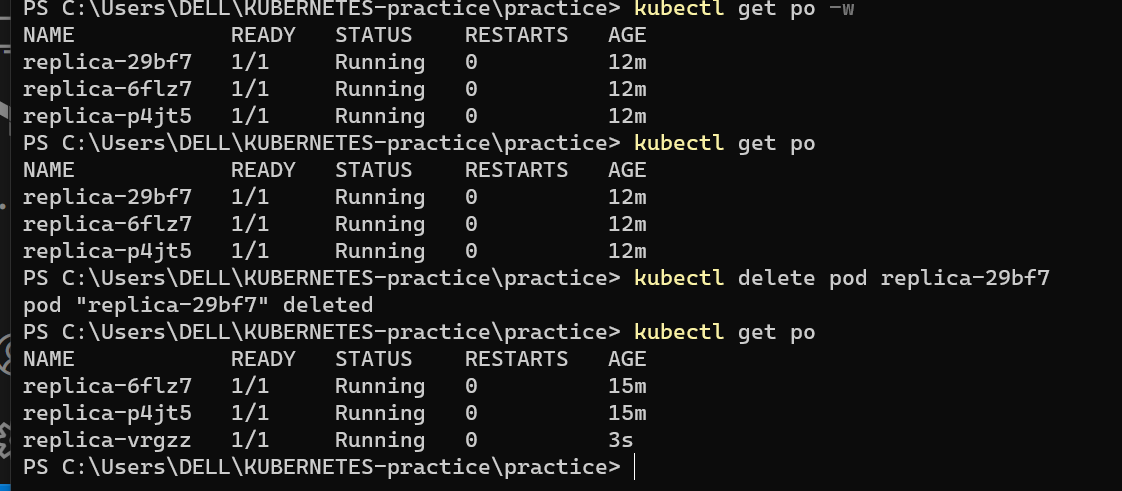 PS C:\Users\DELL\KUBERNETES-practice\practice> kubectl get po -w
NAME            READY   STATUS    RESTARTS   AGE
replica-29bf7   1/1     Running   0          12m
replica-6flz7   1/1     Running   0          12m
replica-p4jt5   1/1     Running   0          12m
PS C:\Users\DELL\KUBERNETES-practice\practice> kubectl get po
NAME            READY   STATUS    RESTARTS   AGE
replica-29bf7   1/1     Running   0          12m
replica-6flz7   1/1     Running   0          12m
replica-p4jt5   1/1     Running   0          12m
PS C:\Users\DELL\KUBERNETES-practice\practice> kubectl delete pod replica-29bf7
pod "replica-29bf7" deleted
PS C:\Users\DELL\KUBERNETES-practice\practice> kubectl get po
NAME            READY   STATUS    RESTARTS   AGE
replica-6flz7   1/1     Running   0          15m
replica-p4jt5   1/1     Running   0          15m
replica-vrgzz   1/1     Running   0          3s
PS C:\Users\DELL\KUBERNETES-practice\practice>